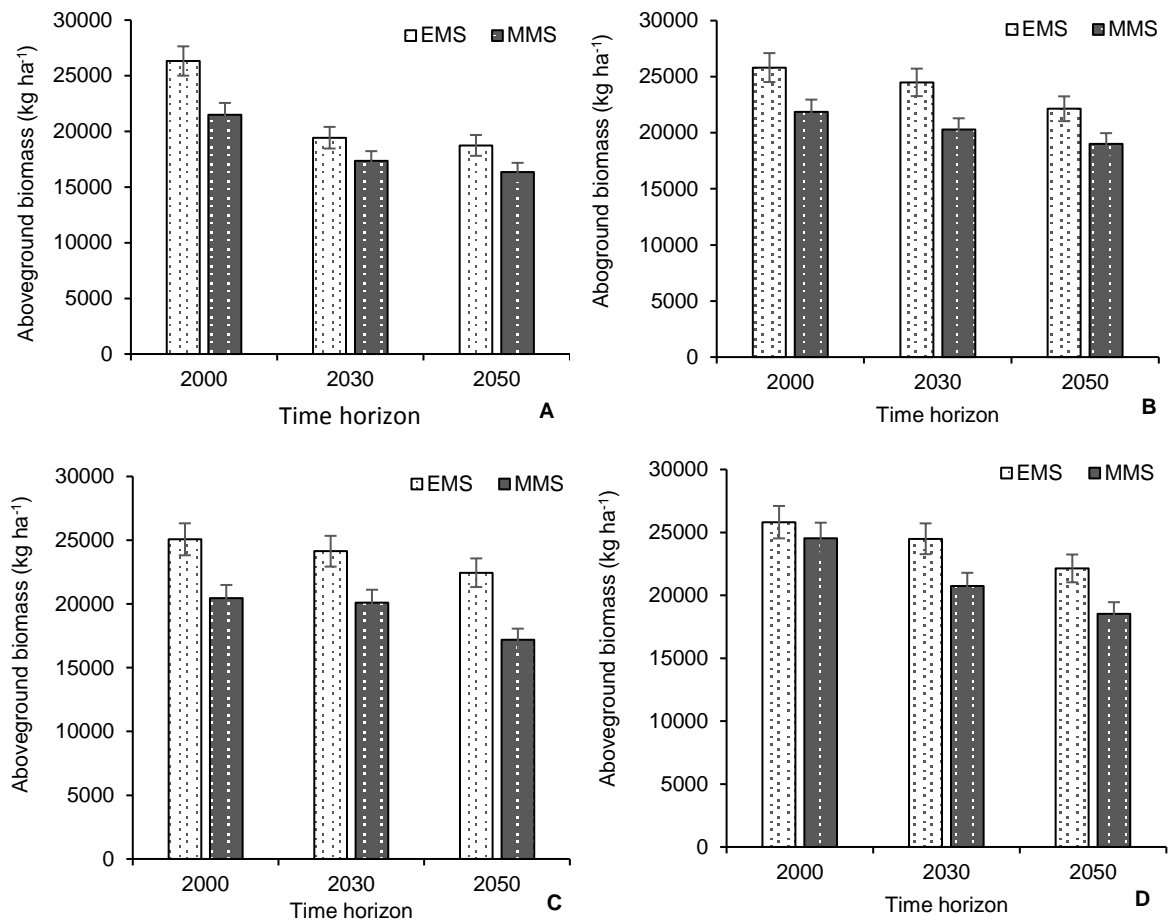 30000
25000
20000
15000
10000
5000
0
Aboveground biomass (kg ha⁻¹)
EMS MMS
2000 2030 2050
Time horizon
A
30000
25000
20000
15000
10000
5000
0
Aboground biomass (kg ha⁻¹)
EMS MMS
2000 2030 2050
Time horizon
B
30000
25000
20000
15000
10000
5000
0
Aboveground biomass (kg ha⁻¹)
EMS MMS
2000 2030 2050
Time horizon
C
30000
25000
20000
15000
10000
5000
0
Aboveground biomass (kg ha⁻¹)
EMS MMS
2000 2030 2050
Time horizon
D